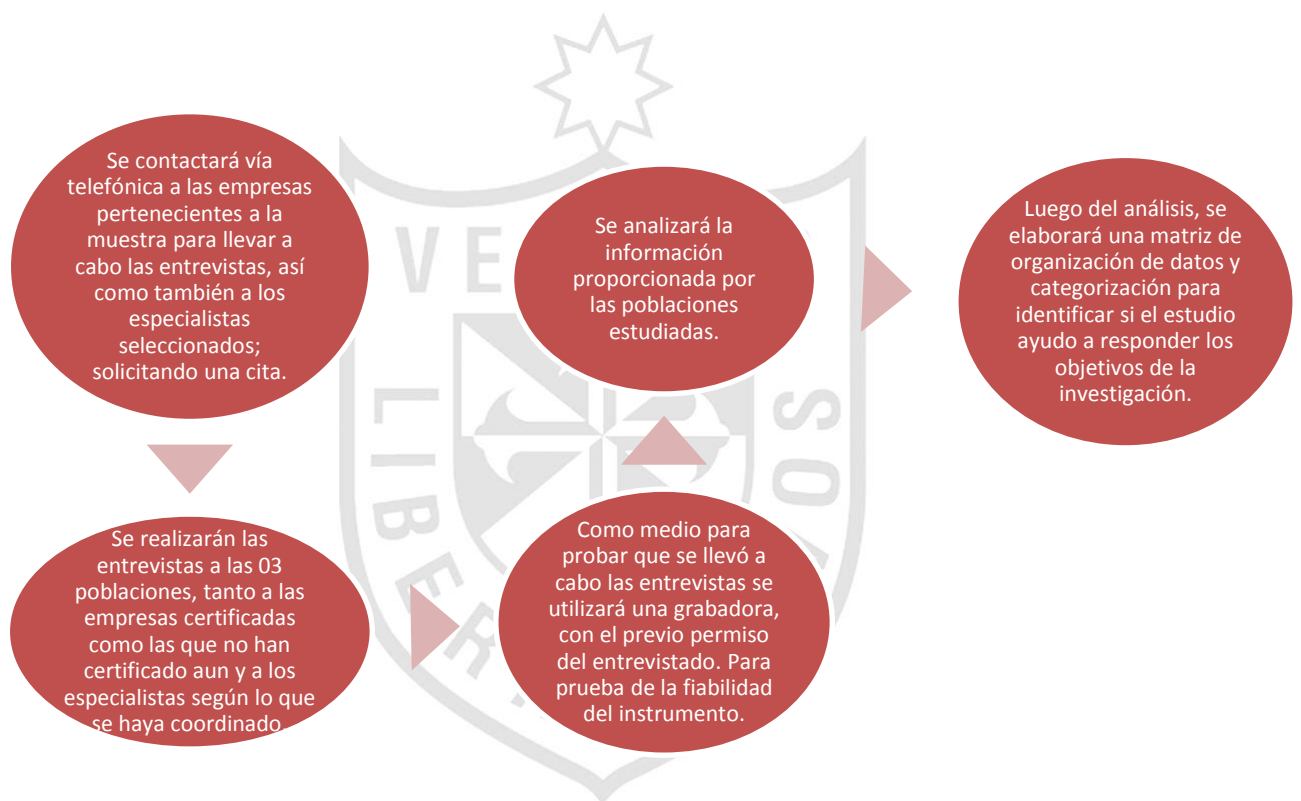 Se contactará vía
telefónica a las empresas
pertenecientes a la
muestra para llevar a
cabo las entrevistas, así
como también a los
especialistas
seleccionados;
solicitando una cita.
Se realizarán las
entrevistas a las 03
poblaciones, tanto a las
empresas certificadas
como las que no han
certificado aun y a los
especialistas según lo que
se haya coordinado.
Como medio para
probar que se llevó a
cabo las entrevistas se
utilizará una grabadora,
con el previo permiso
del entrevistado. Para
prueba de la fiabilidad
del instrumento.
Se analizará la
información
proporcionada por
las poblaciones
estudiadas.
Luego del análisis, se
elaborará una matriz de
organización de datos y
categorización para
identificar si el estudio
ayudo a responder los
objetivos de la
investigación.